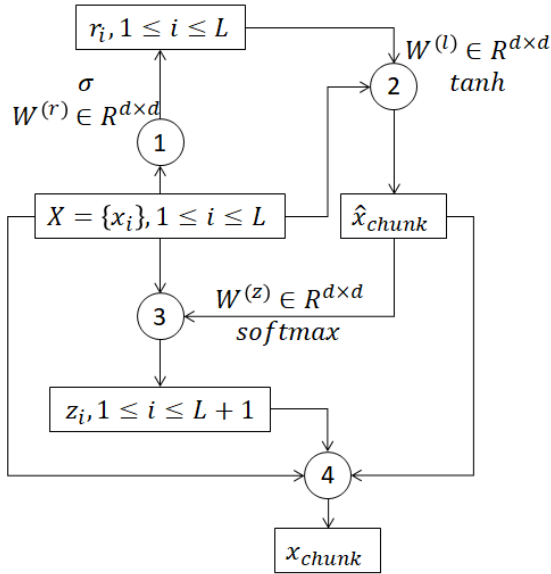 r_i, 1 ≤ i ≤ L
W^(l) ∈ R^{d×d}
tanh
2
σ
W^(r) ∈ R^{d×d}
1
X = {x_i}, 1 ≤ i ≤ L
x̂_chunk
W^(z) ∈ R^{d×d}
3
softmax
z_i, 1 ≤ i ≤ L + 1
4
x_chunk